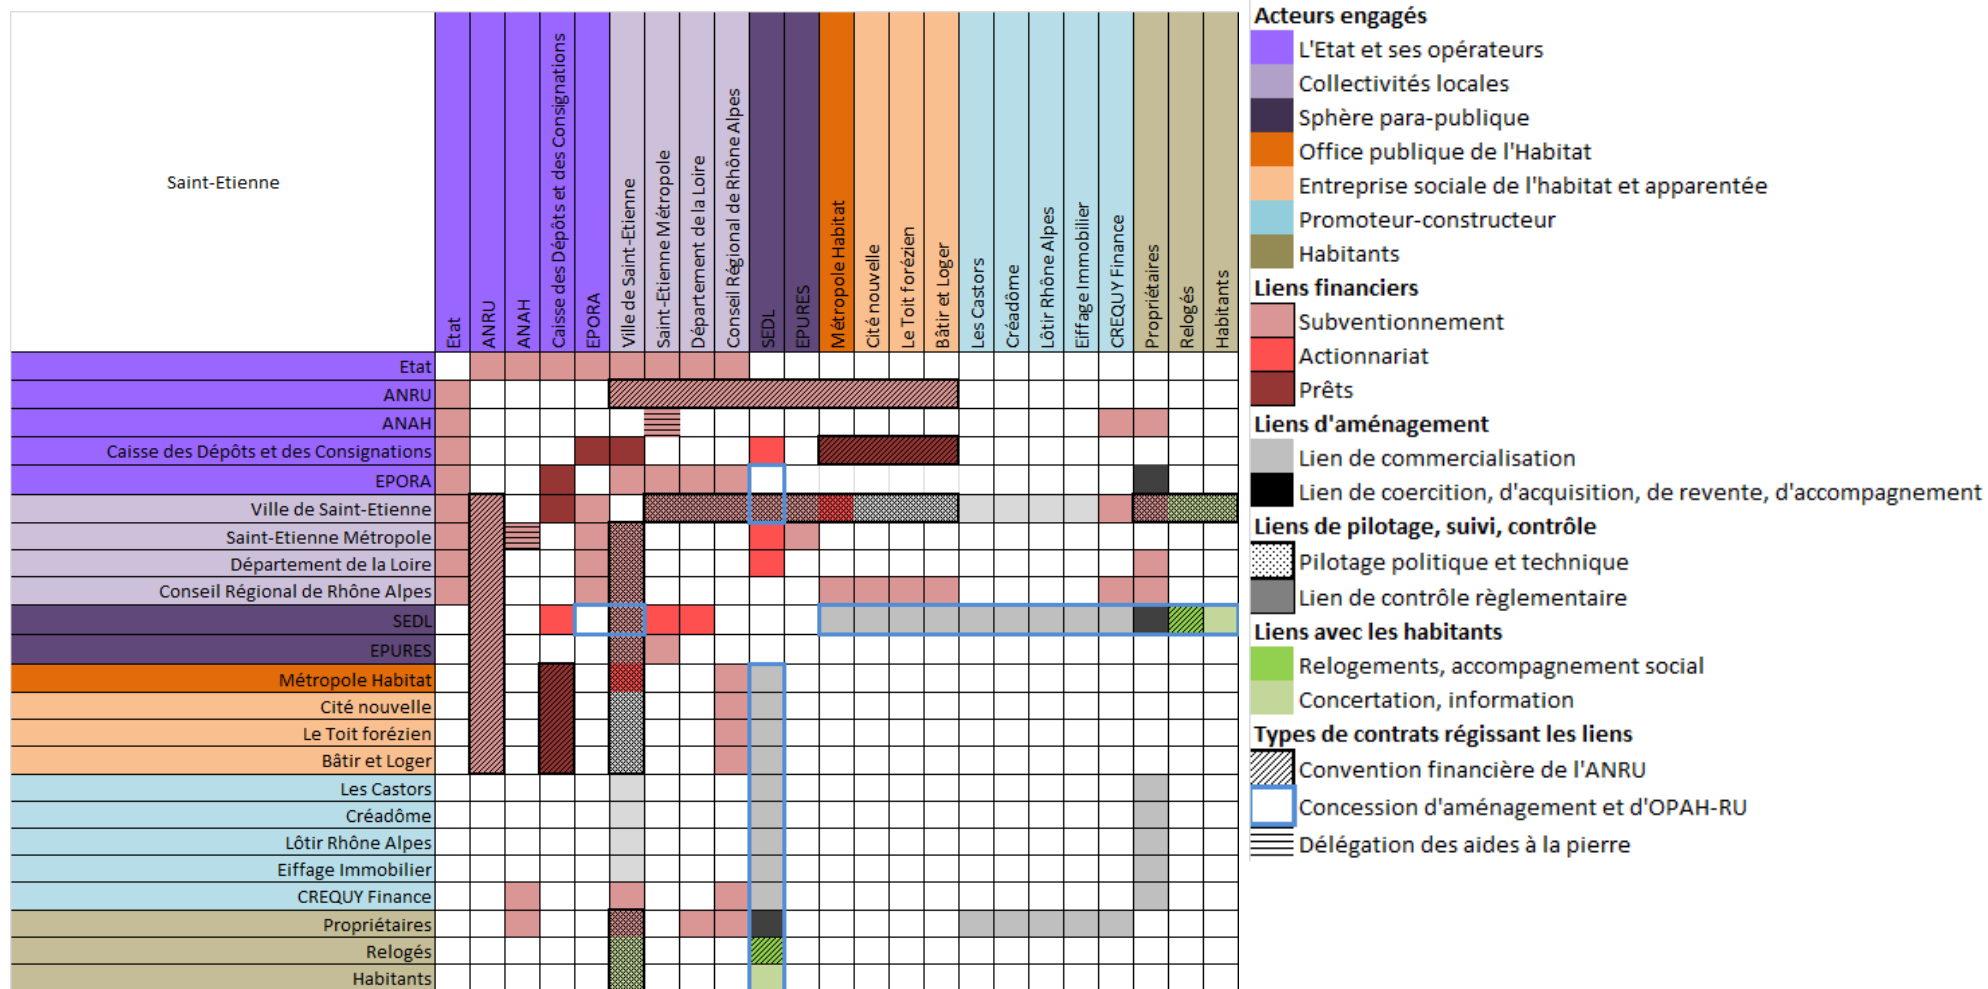 Saint-Etienne
Etat
ANRU
ANAH
Caisse des Dépôts et des Consignations
EPORA
Ville de Saint-Etienne
Saint-Etienne Métropole
Département de la Loire
Conseil Régional de Rhône Alpes
SEDL
EPURES
Métropole Habitat
Cité nouvelle
Le Toit forézien
Bâtir et Loger
Les Castors
Créadôme
Lôtir Rhône Alpes
Eiffage Immobilier
CREQUY Finance
Propriétaires
Relogés
Habitants
Etat
ANRU
ANAH
Caisse des Dépôts et des Consignations
EPORA
Ville de Saint-Etienne
Saint-Etienne Métropole
Département de la Loire
Conseil Régional de Rhône Alpes
SEDL
EPURES
Métropole Habitat
Cité nouvelle
Le Toit forézien
Bâtir et Loger
Les Castors
Créadôme
Lôtir Rhône Alpes
Eiffage Immobilier
CREQUY Finance
Propriétaires
Relogés
Habitants
Acteurs engagés
L'Etat et ses opérateurs
Collectivités locales
Sphère para-publique
Office publique de l'Habitat
Entreprise sociale de l'habitat et apparentée
Promoteur-constructeur
Habitants
Liens financiers
Subventionnement
Actionnariat
Prêts
Liens d'aménagement
Lien de commercialisation
Lien de coercition, d'acquisition, de revente, d'accompagnement
Liens de pilotage, suivi, contrôle
Pilotage politique et technique
Lien de contrôle règlementaire
Liens avec les habitants
Relogements, accompagnement social
Concertation, information
Types de contrats régissant les liens
Convention financière de l'ANRU
Concession d'aménagement et d'OPAH-RU
Délégation des aides à la pierre